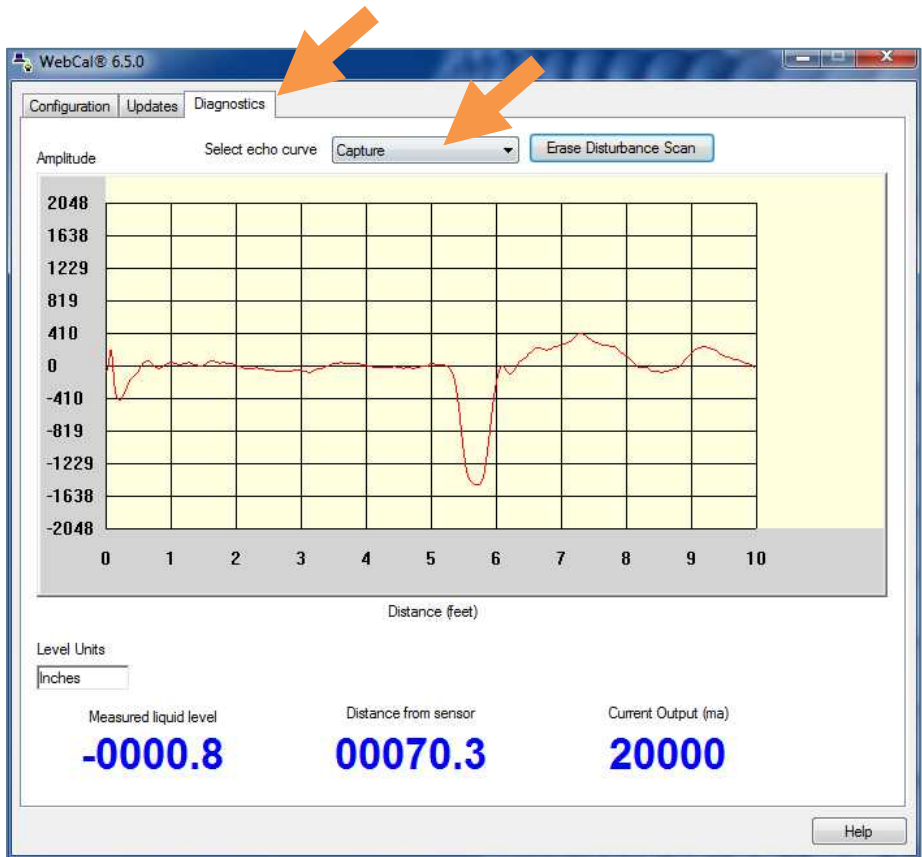 WebCal® 6.5.0
Configuration Updates Diagnostics
Select echo curve Capture Erase Disturbance Scan
Amplitude
2048
1638
1229
819
410
0
-410
-819
-1229
-1638
-2048
0 1 2 3 4 5 6 7 8 9 10
Distance (feet)
Level Units
Inches
Measured liquid level Distance from sensor Current Output (ma)
-0000.8 00070.3 20000
Help